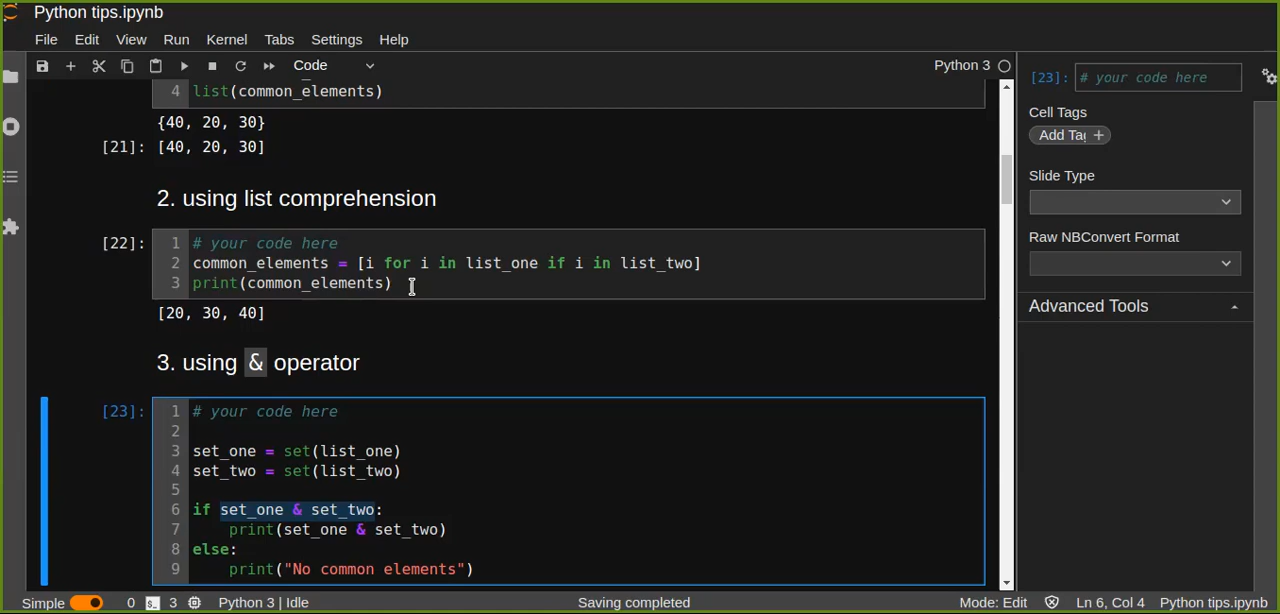 Python tips.ipynb
File Edit View Run Kernel Tabs Settings Help
Code
Python 3
4 list(common_elements)
{40, 20, 30}
[21]: [40, 20, 30]
2. using list comprehension
[22]:
1 # your code here
2 common_elements = [i for i in list_one if i in list_two]
3 print(common_elements)
[20, 30, 40]
3. using & operator
[23]:
1 # your code here
2
3 set_one = set(list_one)
4 set_two = set(list_two)
5
6 if set_one & set_two:
7 print(set_one & set_two)
8 else:
9 print("No common elements")
[23]: # your code here
Cell Tags
Add Tag +
Slide Type
Raw NBConvert Format
Advanced Tools
Simple 0 $_ 3 Python 3 | Idle Saving completed Mode: Edit Ln 6, Col 4 Python tips.ipynb